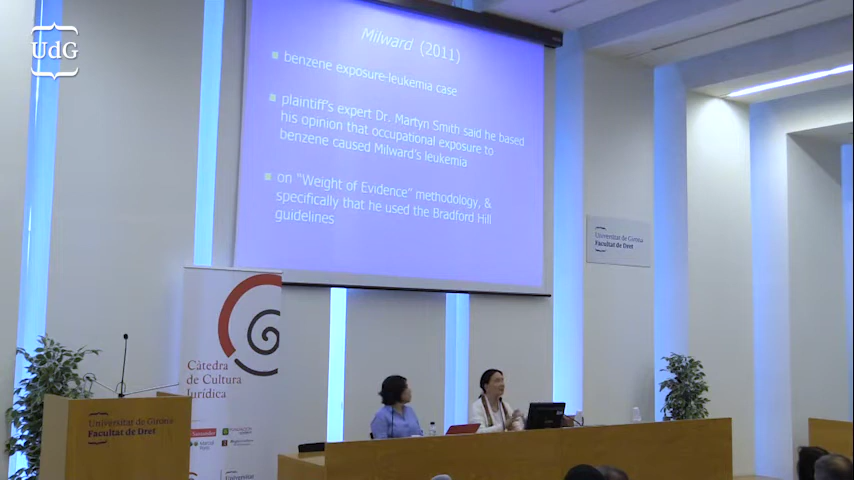 UdG
Milward (2011)
benzene exposure-leukemia case
plaintiff's expert Dr. Martyn Smith said he based
his opinion that occupational exposure to
benzene caused Milward's leukemia
on "Weight of Evidence" methodology, &
specifically that he used the Bradford Hill
guidelines
Universitat de Girona
Facultat de Dret
Càtedra
de Cultura
Jurídica
Universitat de Girona
Facultat de Dret